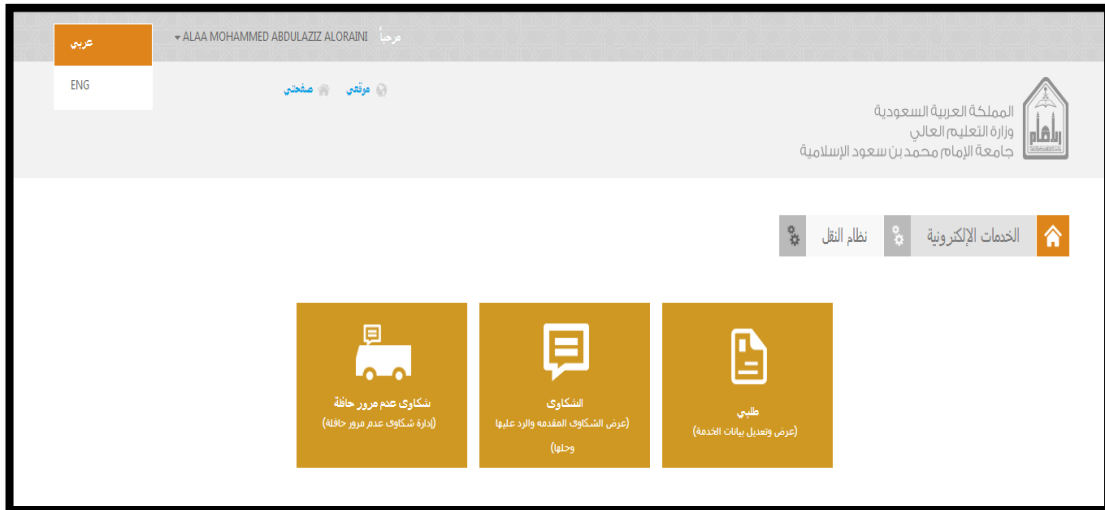 مرحباً ALAA MOHAMMED ABDULAZIZ ALORAINI
عربي
ENG
موقعي
صفحتي
المملكة العربية السعودية
وزارة التعليم العالي
جامعة الإمام محمد بن سعود الإسلامية
الخدمات الإلكترونية
نظام النقل
طلبي
(عرض وتعديل بيانات الخدمة)
الشكاوى
(عرض الشكاوى المقدمه والرد عليها
وحلها)
شكاوى عدم مرور حافلة
(إدارة شكاوى عدم مرور حافلة)